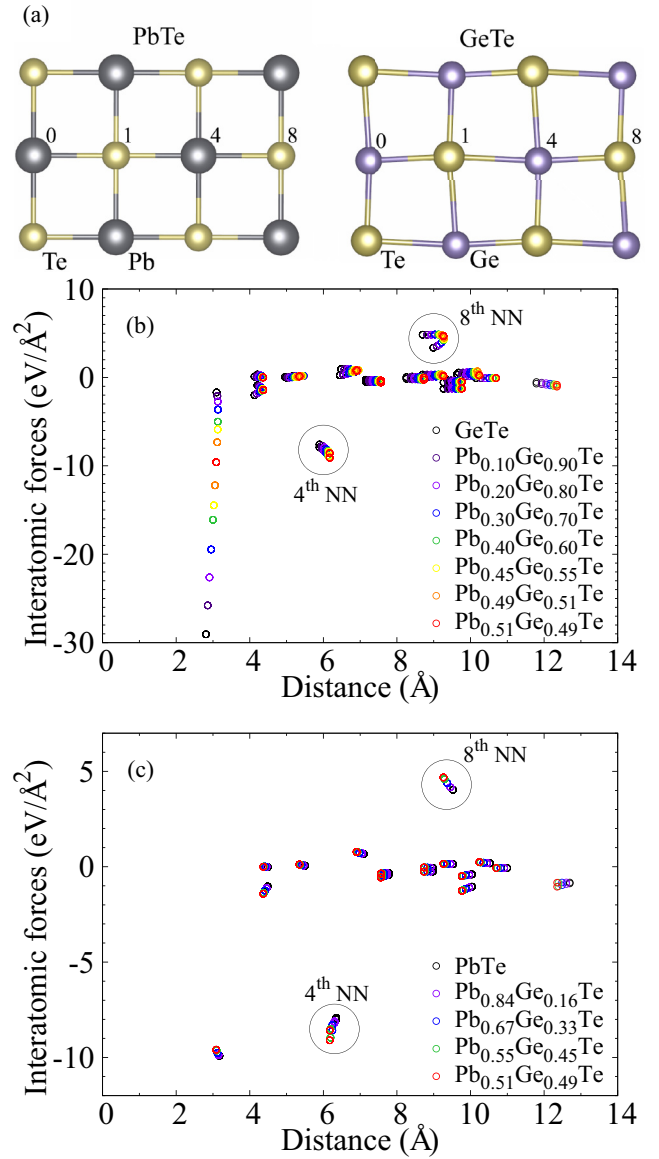 (a)
PbTe
GeTe
0 1 4 8
0 1 4 8
Te Pb
Te Ge
(b)
8th NN
4th NN
GeTe
Pb0.10Ge0.90Te
Pb0.20Ge0.80Te
Pb0.30Ge0.70Te
Pb0.40Ge0.60Te
Pb0.45Ge0.55Te
Pb0.49Ge0.51Te
Pb0.51Ge0.49Te
10
0
-10
-20
-30
Interatomic forces (eV/Å2)
0 2 4 6 8 10 12 14
Distance (Å)
(c)
8th NN
4th NN
PbTe
Pb0.84Ge0.16Te
Pb0.67Ge0.33Te
Pb0.55Ge0.45Te
Pb0.51Ge0.49Te
5
0
-5
-10
Interatomic forces (eV/Å2)
0 2 4 6 8 10 12 14
Distance (Å)